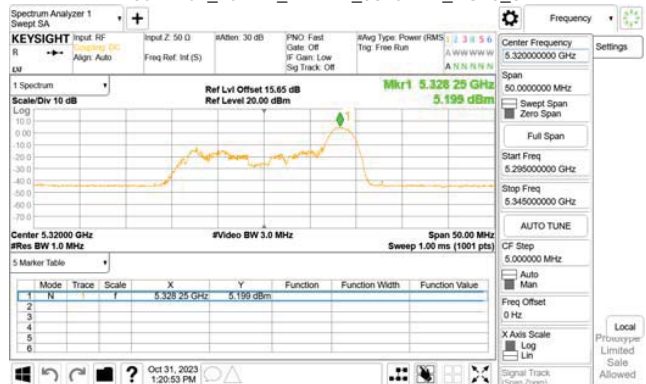 Spectrum Analyzer 1
Swept SA
Frequency
KEYSIGHT
Input: RF
Coupling: DC
Align: Auto
Input Z: 50 Ω
Freq Ref: Int (S)
#Atten: 30 dB
PNO: Fast
Gate: Off
IF Gain: Low
Sig Track: Off
#Avg Type: Power (RMS
Trig: Free Run
1 2 3 4 5 6
A W W W W W
A N N N N N
R
LXI
Center Frequency
5.320000000 GHz
Settings
Span
50.0000000 MHz
Swept Span
Zero Span
Full Span
Start Freq
5.295000000 GHz
Stop Freq
5.345000000 GHz
AUTO TUNE
CF Step
5.000000 MHz
Auto
Man
Freq Offset
0 Hz
X Axis Scale
Log
Lin
Signal Track
(Span Zoom)
Local
Prototype
Limited
Sale
Allowed
1 Spectrum
Scale/Div 10 dB
Ref Lvl Offset 15.65 dB
Ref Level 20.00 dBm
Mkr1 5.328 25 GHz
5.199 dBm
Log
10.0
0.00
-10.0
-20.0
-30.0
-40.0
-50.0
-60.0
-70.0
1
Center 5.32000 GHz
#Res BW 1.0 MHz
#Video BW 3.0 MHz
Span 50.00 MHz
Sweep 1.00 ms (1001 pts)
5 Marker Table
Mode Trace Scale X Y Function Function Width Function Value
1 N 1 f 5.328 25 GHz 5.199 dBm
2
3
4
5
6
Oct 31, 2023
1:20:53 PM